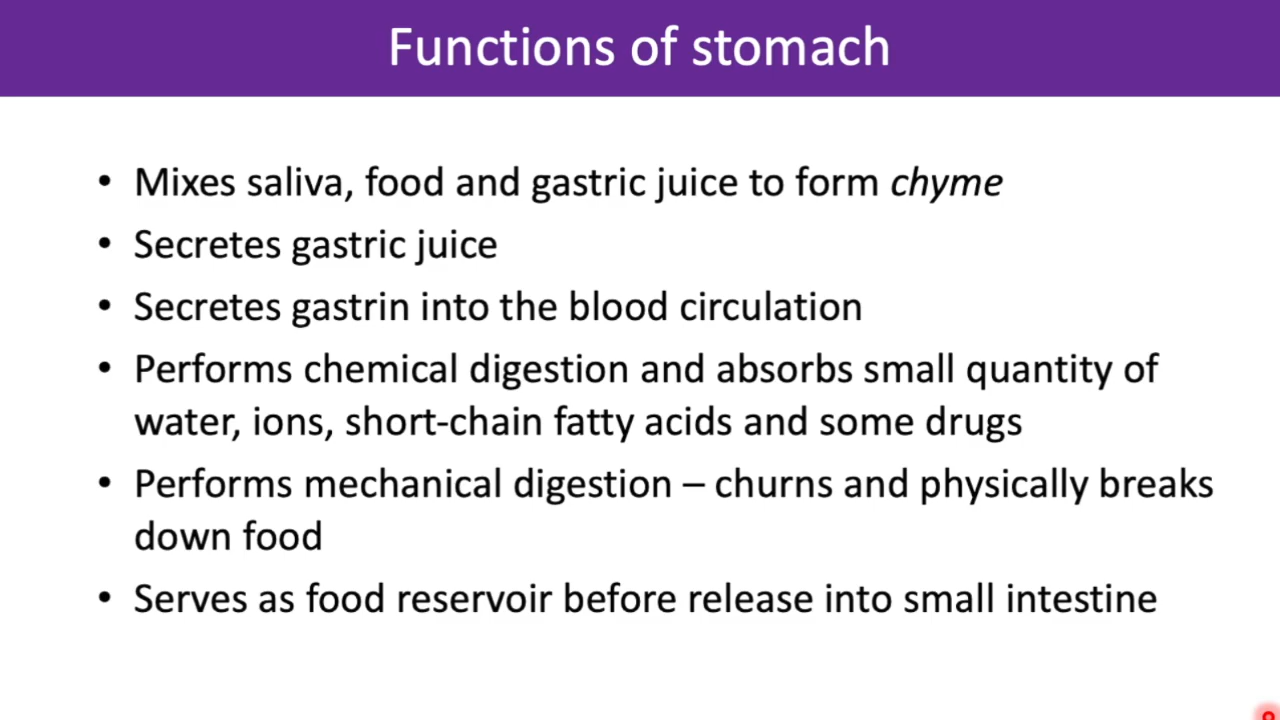 Functions of stomach
• Mixes saliva, food and gastric juice to form chyme
• Secretes gastric juice
• Secretes gastrin into the blood circulation
• Performs chemical digestion and absorbs small quantity of
water, ions, short-chain fatty acids and some drugs
• Performs mechanical digestion – churns and physically breaks
down food
• Serves as food reservoir before release into small intestine